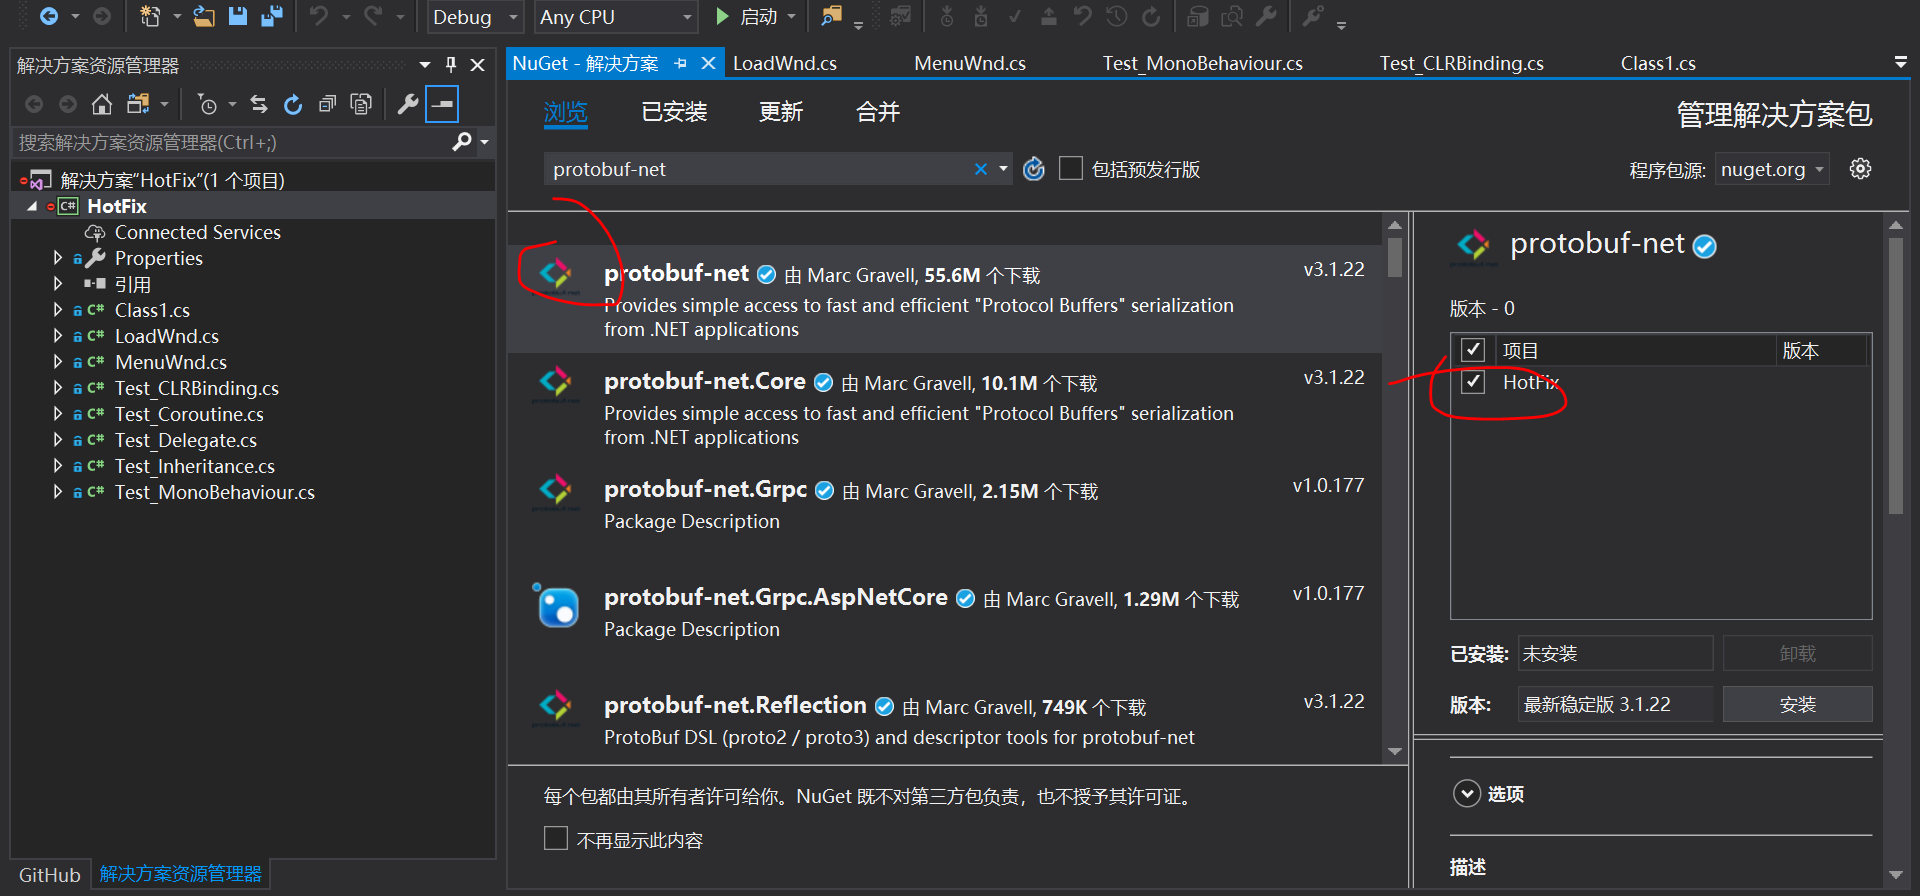 Debug
Any CPU
启动
解决方案资源管理器
搜索解决方案资源管理器(Ctrl+;)
解决方案"HotFix"(1 个项目)
C# HotFix
Connected Services
Properties
引用
C# Class1.cs
C# LoadWnd.cs
C# MenuWnd.cs
C# Test_CLRBinding.cs
C# Test_Coroutine.cs
C# Test_Delegate.cs
C# Test_Inheritance.cs
C# Test_MonoBehaviour.cs
GitHub
解决方案资源管理器
NuGet - 解决方案
LoadWnd.cs
MenuWnd.cs
Test_MonoBehaviour.cs
Test_CLRBinding.cs
Class1.cs
浏览
已安装
更新
合并
管理解决方案包
protobuf-net
包括预发行版
程序包源: nuget.org
protobuf-net 由 Marc Gravell, 55.6M 个下载
v3.1.22
Provides simple access to fast and efficient "Protocol Buffers" serialization
from .NET applications
protobuf-net.Core 由 Marc Gravell, 10.1M 个下载
v3.1.22
Provides simple access to fast and efficient "Protocol Buffers" serialization
from .NET applications
protobuf-net.Grpc 由 Marc Gravell, 2.15M 个下载
v1.0.177
Package Description
protobuf-net.Grpc.AspNetCore 由 Marc Gravell, 1.29M 个下载
v1.0.177
Package Description
protobuf-net.Reflection 由 Marc Gravell, 749K 个下载
v3.1.22
ProtoBuf DSL (proto2 / proto3) and descriptor tools for protobuf-net
每个包都由其所有者许可给你。NuGet 既不对第三方包负责，也不授予其许可证。
不再显示此内容
protobuf-net
版本 - 0
项目
版本
HotFix
已安装: 未安装
卸载
版本: 最新稳定版 3.1.22
安装
选项
描述